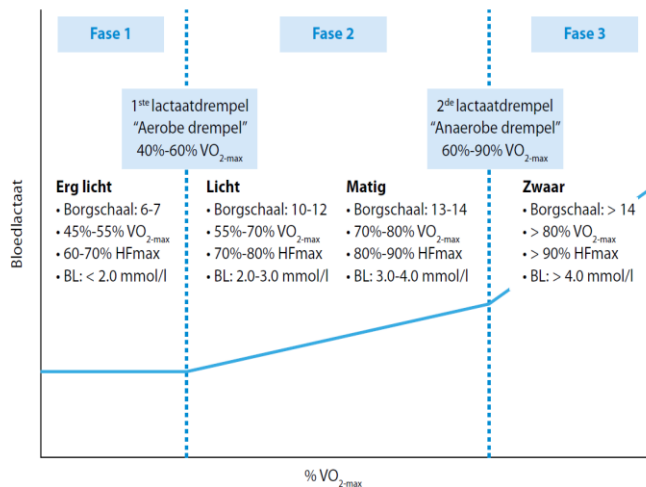 Fase 1
Fase 2
Fase 3
1ste lactaatdrempel
"Aerobe drempel"
40%-60% VO2-max
2de lactaatdrempel
"Anaerobe drempel"
60%-90% VO2-max
Erg licht
• Borgschaal: 6-7
• 45%-55% VO2-max
• 60-70% HFmax
• BL: < 2.0 mmol/l
Licht
• Borgschaal: 10-12
• 55%-70% VO2-max
• 70%-80% HFmax
• BL: 2.0-3.0 mmol/l
Matig
• Borgschaal: 13-14
• 70%-80% VO2-max
• 80%-90% HFmax
• BL: 3.0-4.0 mmol/l
Zwaar
• Borgschaal: > 14
• > 80% VO2-max
• > 90% HFmax
• BL: > 4.0 mmol/l
Bloedlactaat
% VO2-max